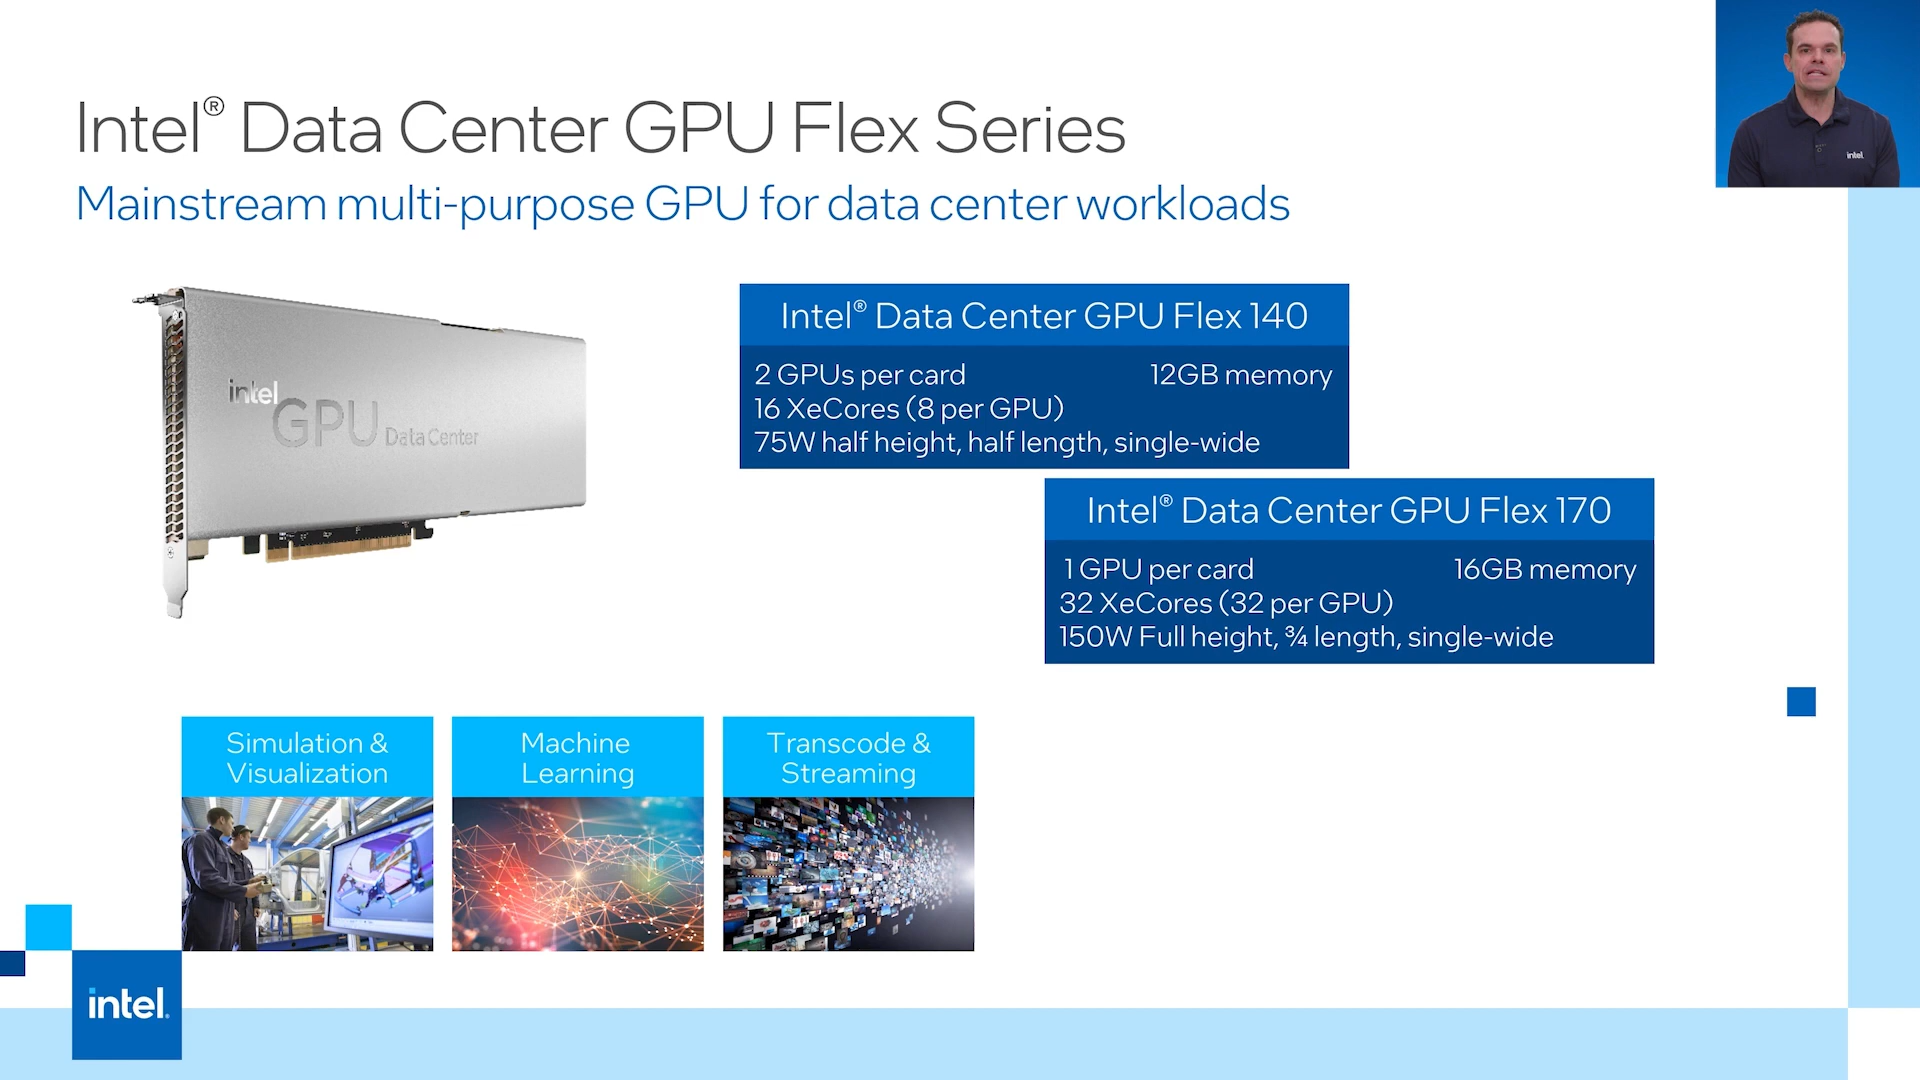 Intel® Data Center GPU Flex Series
Mainstream multi-purpose GPU for data center workloads
intel
GPU Data Center
Intel® Data Center GPU Flex 140
2 GPUs per card 12GB memory
16 XeCores (8 per GPU)
75W half height, half length, single-wide
Intel® Data Center GPU Flex 170
1 GPU per card 16GB memory
32 XeCores (32 per GPU)
150W Full height, ¾ length, single-wide
Simulation &
Visualization
Machine
Learning
Transcode &
Streaming
intel.
intel